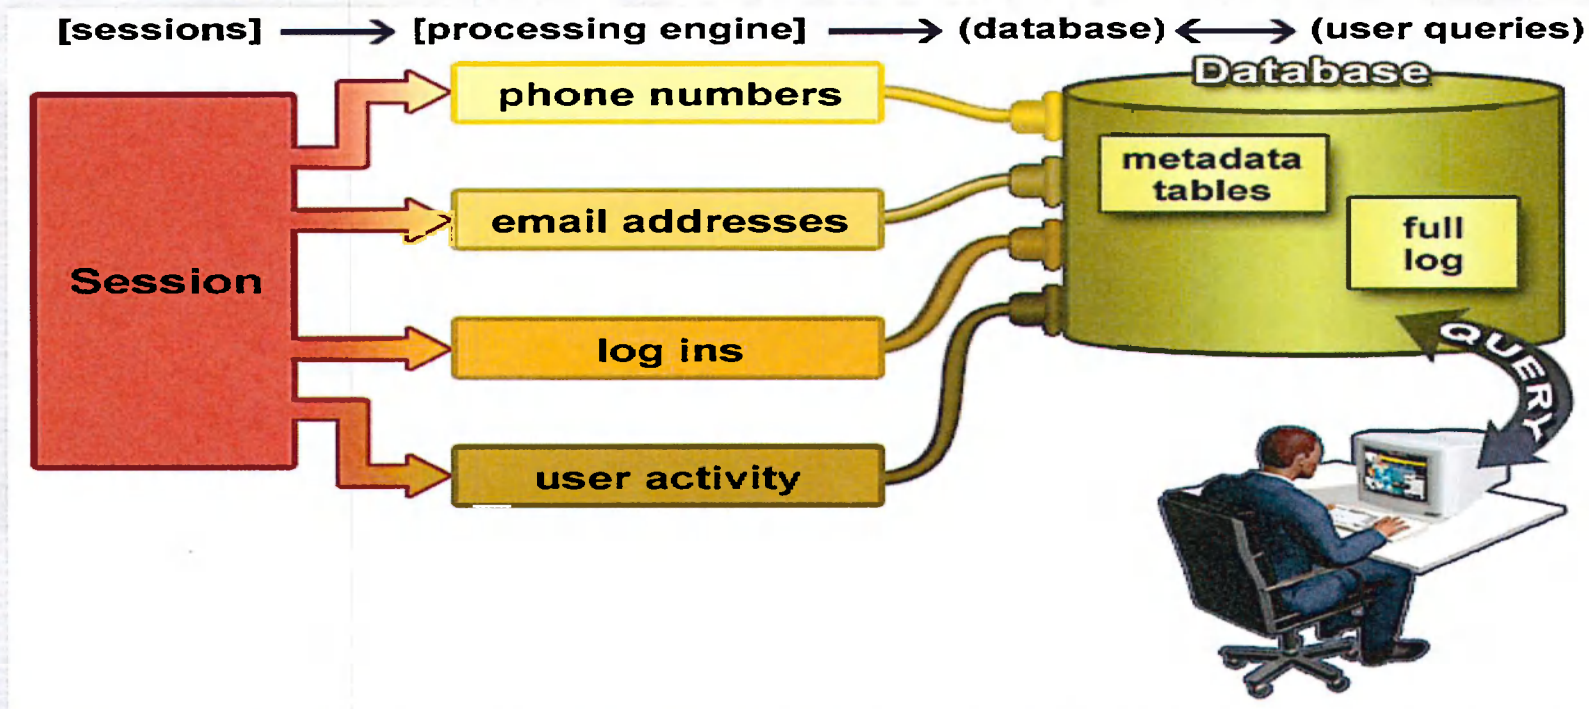 [sessions] → [processing engine] → (database) ↔ (user queries)
Database
phone numbers
metadata
tables
email addresses
full
log
Session
log ins
QUERY
user activity